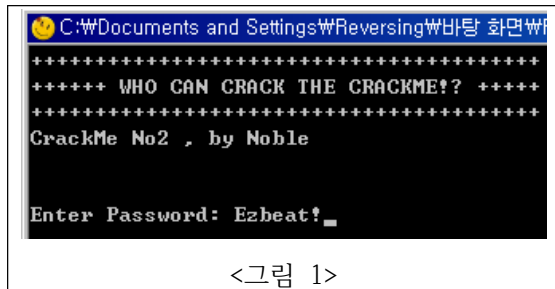 C:₩Documents and Settings₩Reversing₩바탕 화면₩
+++++++++++++++++++++++++++++++++++++++++
++++++ WHO CAN CRACK THE CRACKME!? +++++
+++++++++++++++++++++++++++++++++++++++++
CrackMe No2 , by Noble
Enter Password: Ezbeat!_
<그림 1>